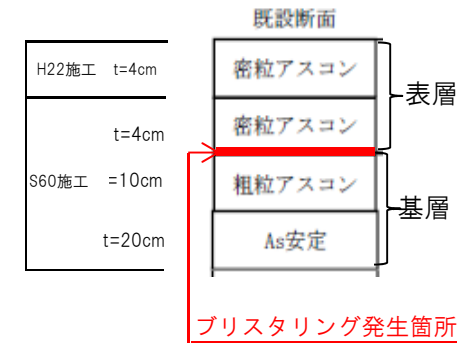 既設断面
H22施工 t=4cm
密粒アスコン
表層
t=4cm
密粒アスコン
S60施工 =10cm
粗粒アスコン
基層
t=20cm
As安定
ブリスタリング発生箇所